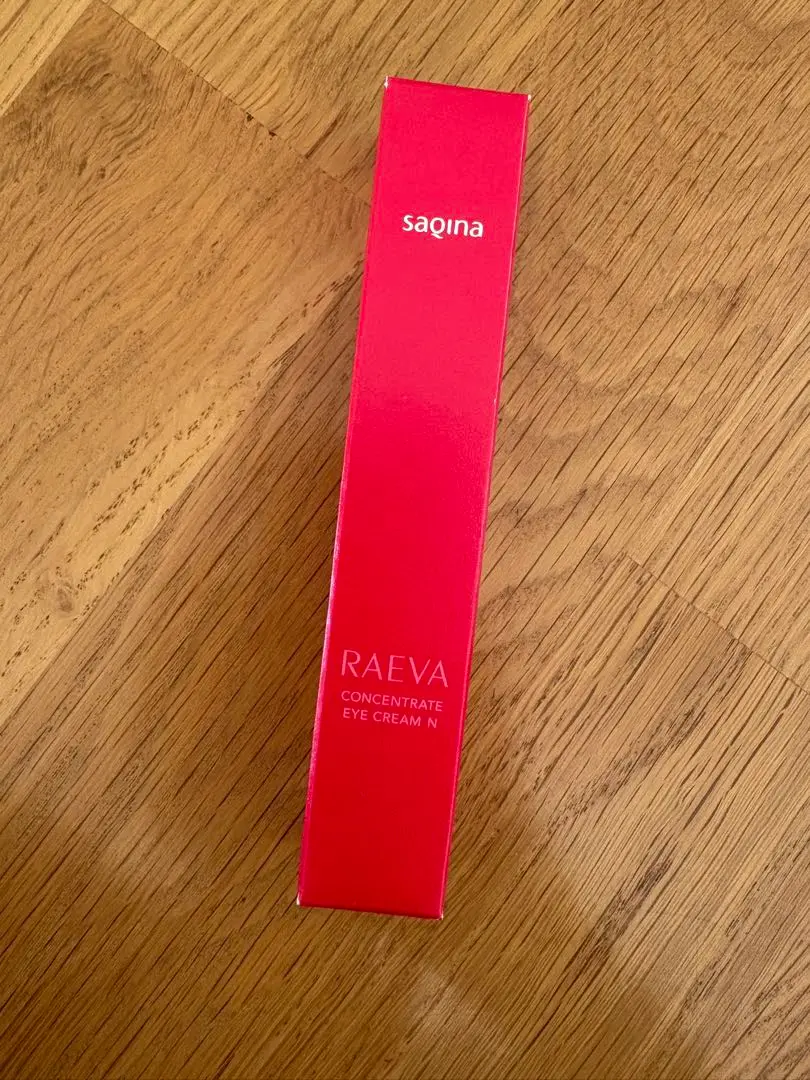 saqina
RAEVA
CONCENTRATE
EYE CREAM N